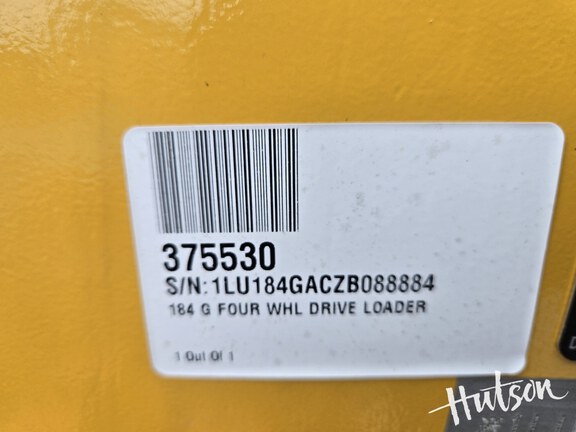 375530
S/N:1LU184GACZB088884
184 G FOUR WHL DRIVE LOADER
1 Out Of 1
Hutson